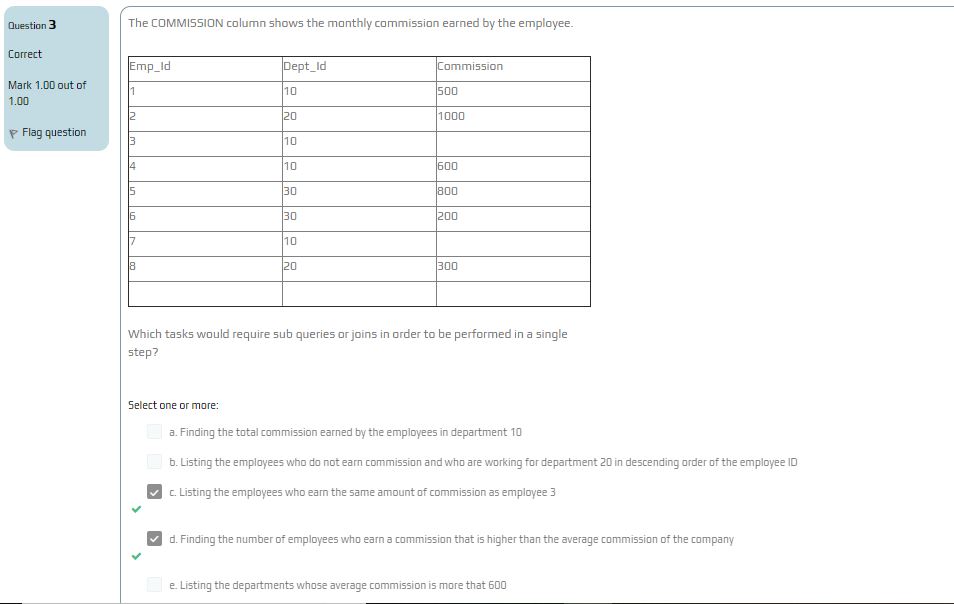 Question 3
Correct
Mark 1.00 out of
1.00
Flag question
The COMMISSION column shows the monthly commission earned by the employee.
Emp_Id Dept_Id Commission
1 10 500
2 20 1000
3 10
4 10 600
5 30 800
6 30 200
7 10
8 20 300
Which tasks would require sub queries or joins in order to be performed in a single
step?
Select one or more:
a. Finding the total commission earned by the employees in department 10
b. Listing the employees who do not earn commission and who are working for department 20 in descending order of the employee ID
c. Listing the employees who earn the same amount of commission as employee 3
d. Finding the number of employees who earn a commission that is higher than the average commission of the company
e. Listing the departments whose average commission is more that 600